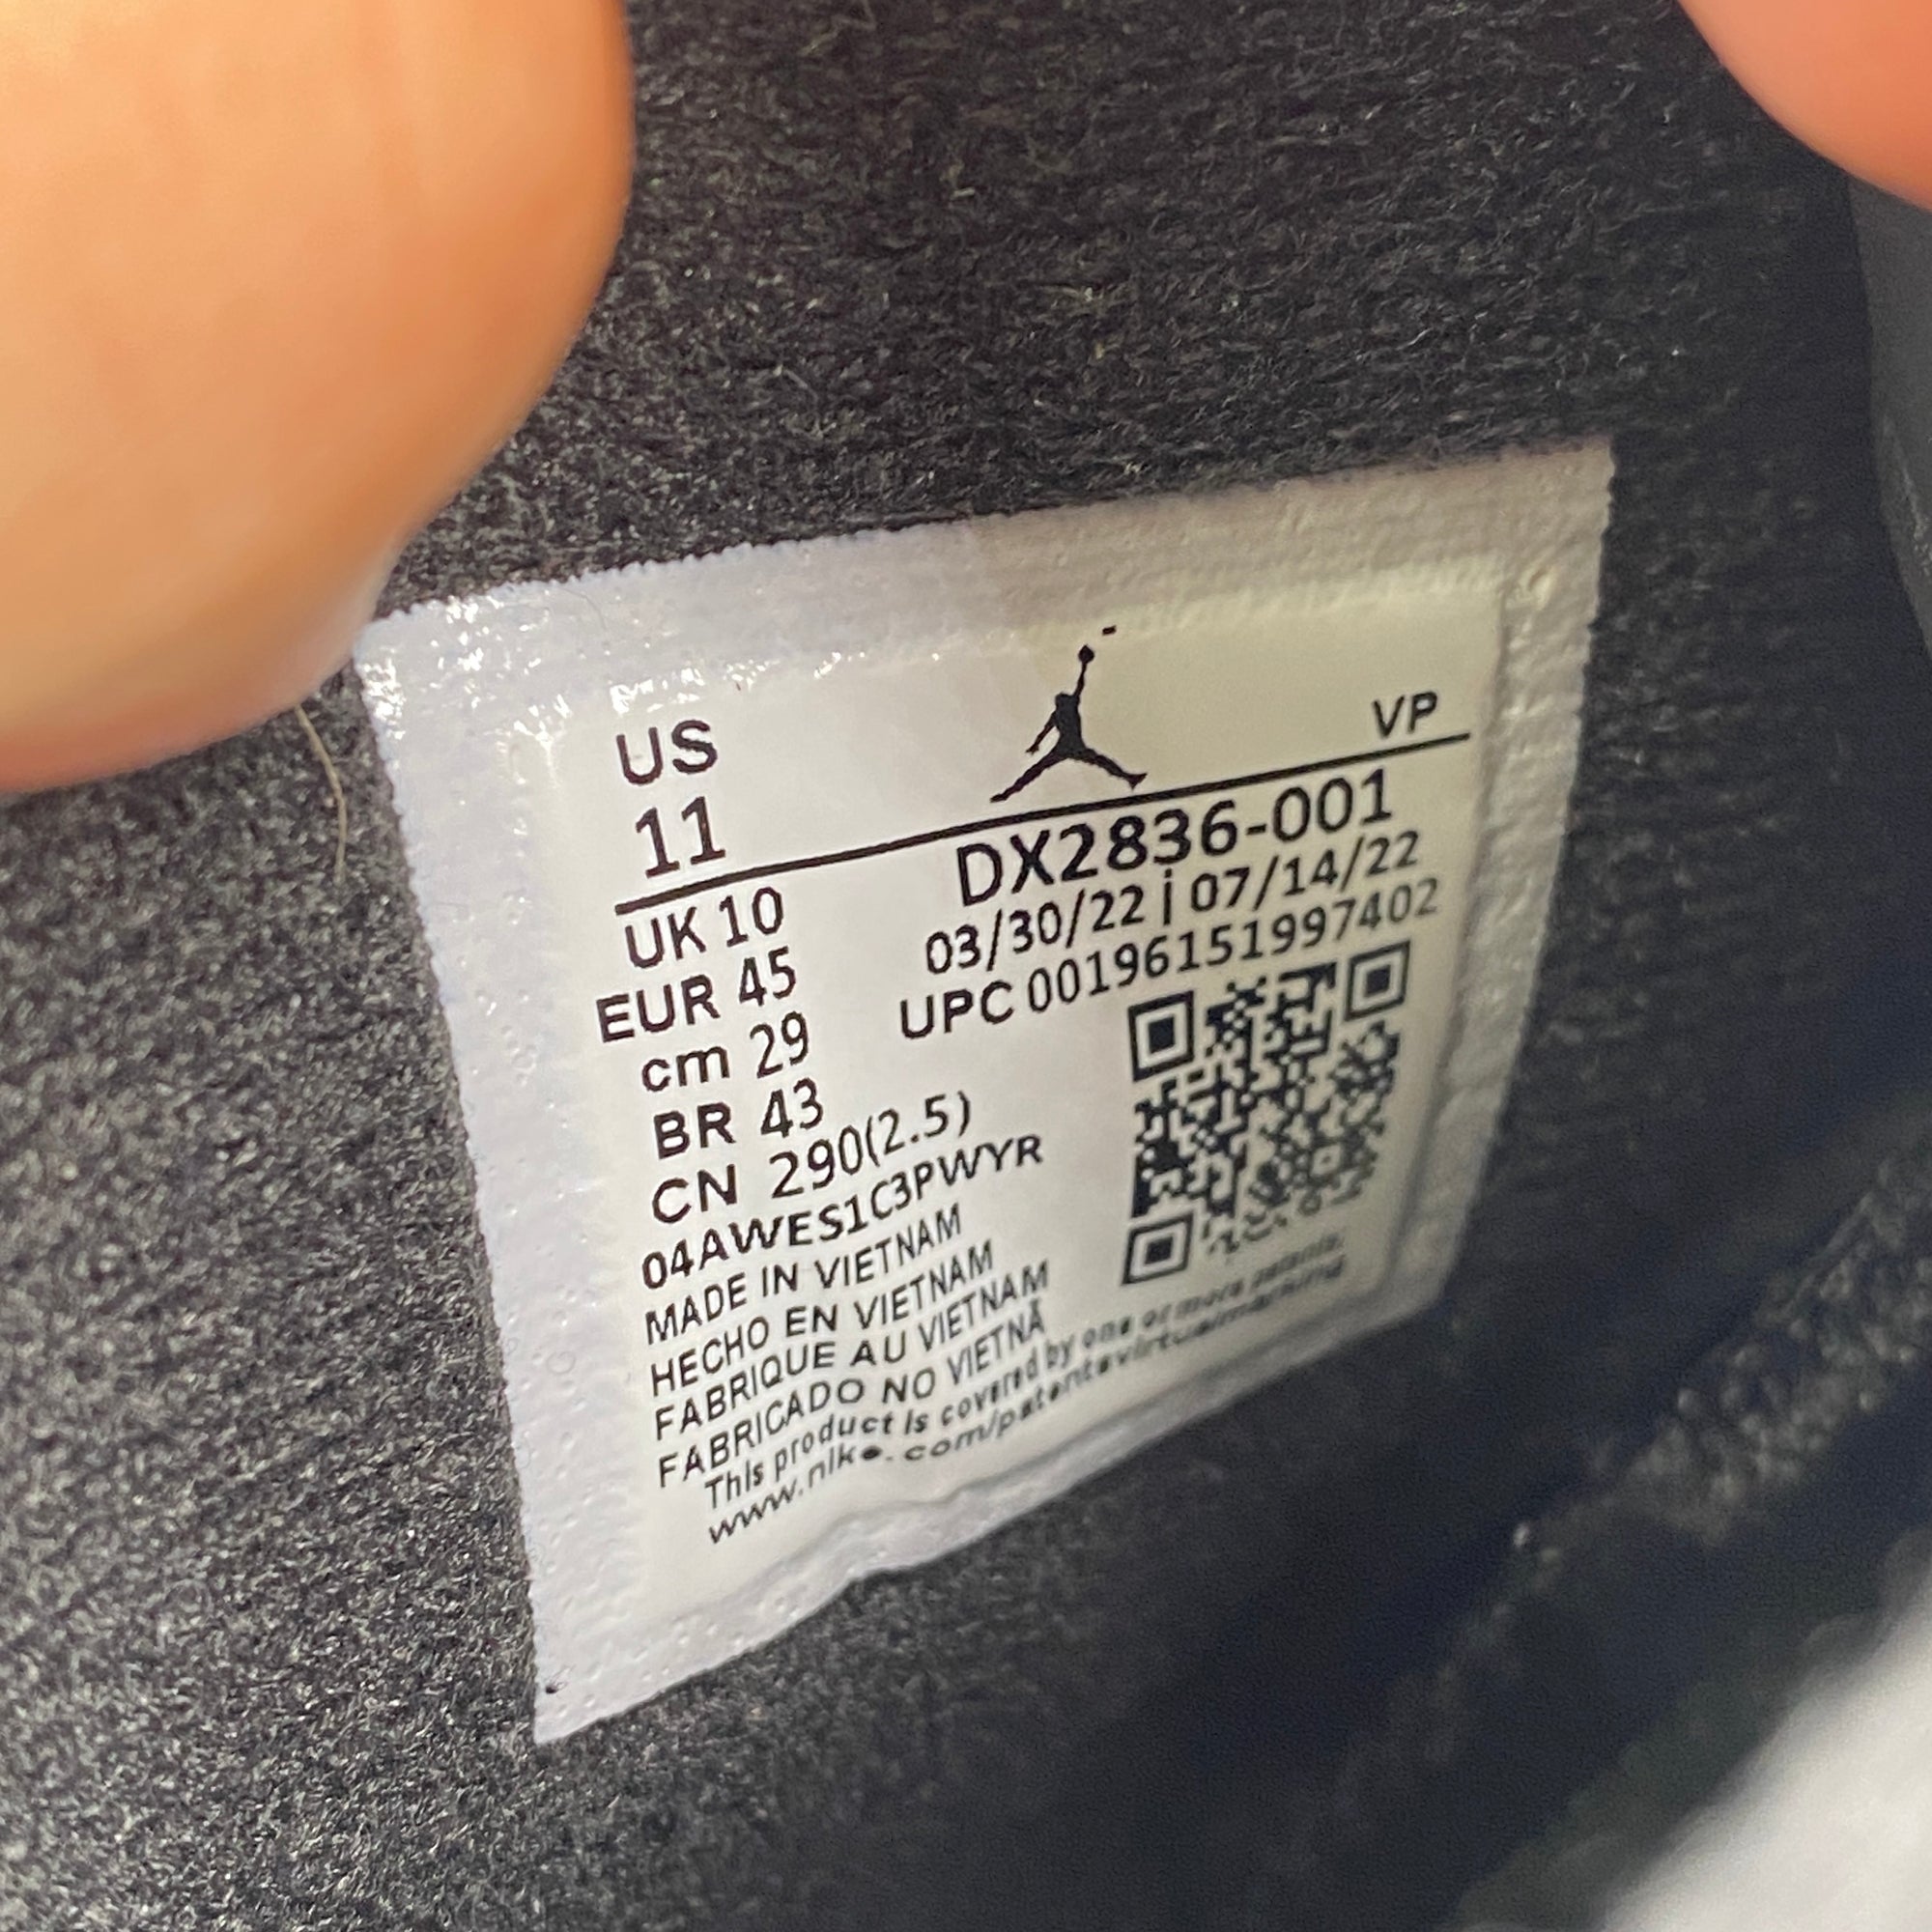 US
11
VP
DX2836-001
UK 10
03/30/22 | 07/14/22
EUR 45
UPC 00196151997402
cm 29
BR 43
CN 290(2.5)
04AWES1C3PWYR
MADE IN VIETNAM
HECHO EN VIETNAM
FABRIQUE AU VIETNAM
FABRICADO NO VIETNÃ
This product is covered by one or more patents.
www.nike.com/patentsvirtualmarking